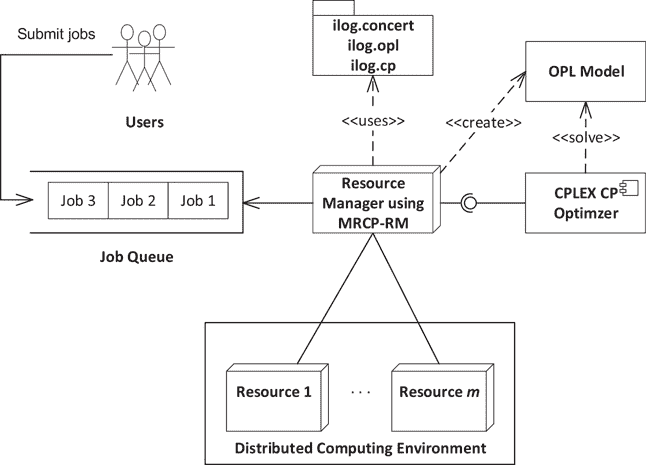 Submit jobs
Users
ilog.concert
ilog.opl
ilog.cp
OPL Model
<<uses>>
<<create>>
<<solve>>
Job 3 Job 2 Job 1
Job Queue
Resource
Manager using
MRCP-RM
CPLEX CP
Optimzer
Resource 1
. . .
Resource m
Distributed Computing Environment